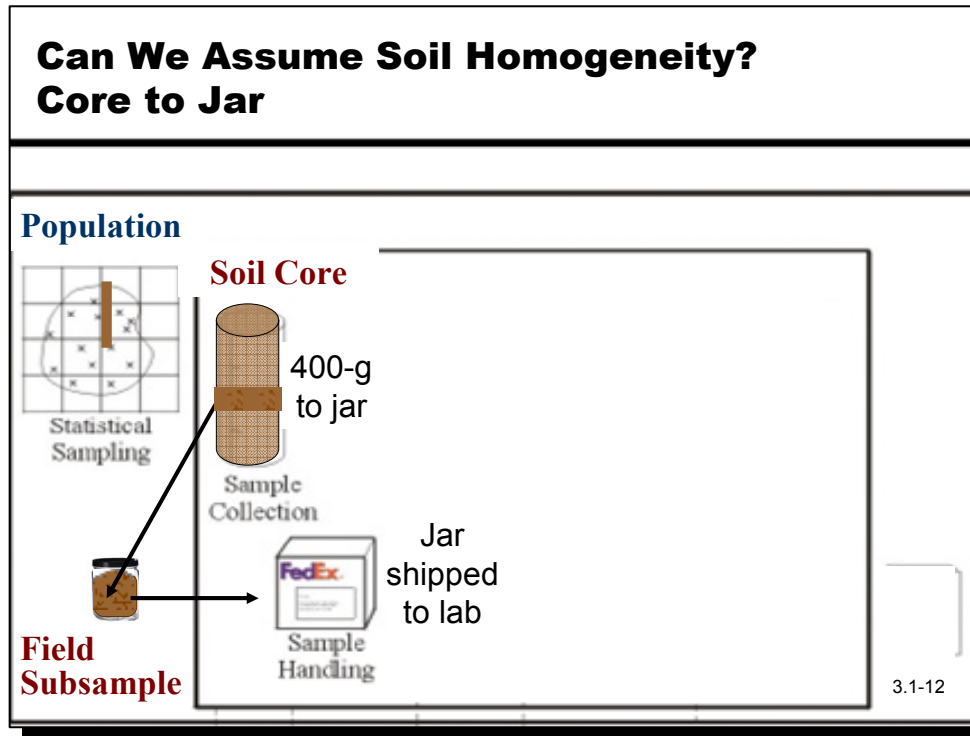 Can We Assume Soil Homogeneity?
Core to Jar
Population
Soil Core
400-g
to jar
Statistical
Sampling
Sample
Collection
Jar
shipped
to lab
FedEx
Sample
Handling
Field
Subsample
3.1-12